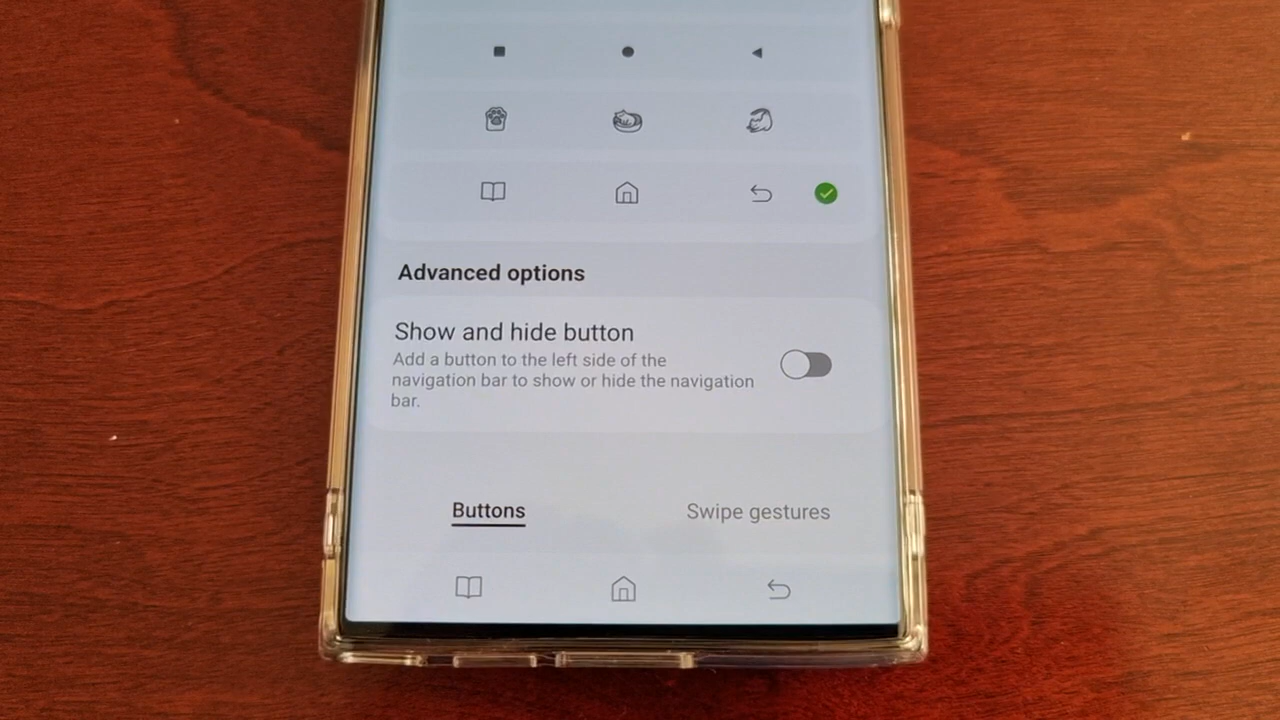 Advanced options
Show and hide button
Add a button to the left side of the
navigation bar to show or hide the navigation
bar.
Buttons
Swipe gestures